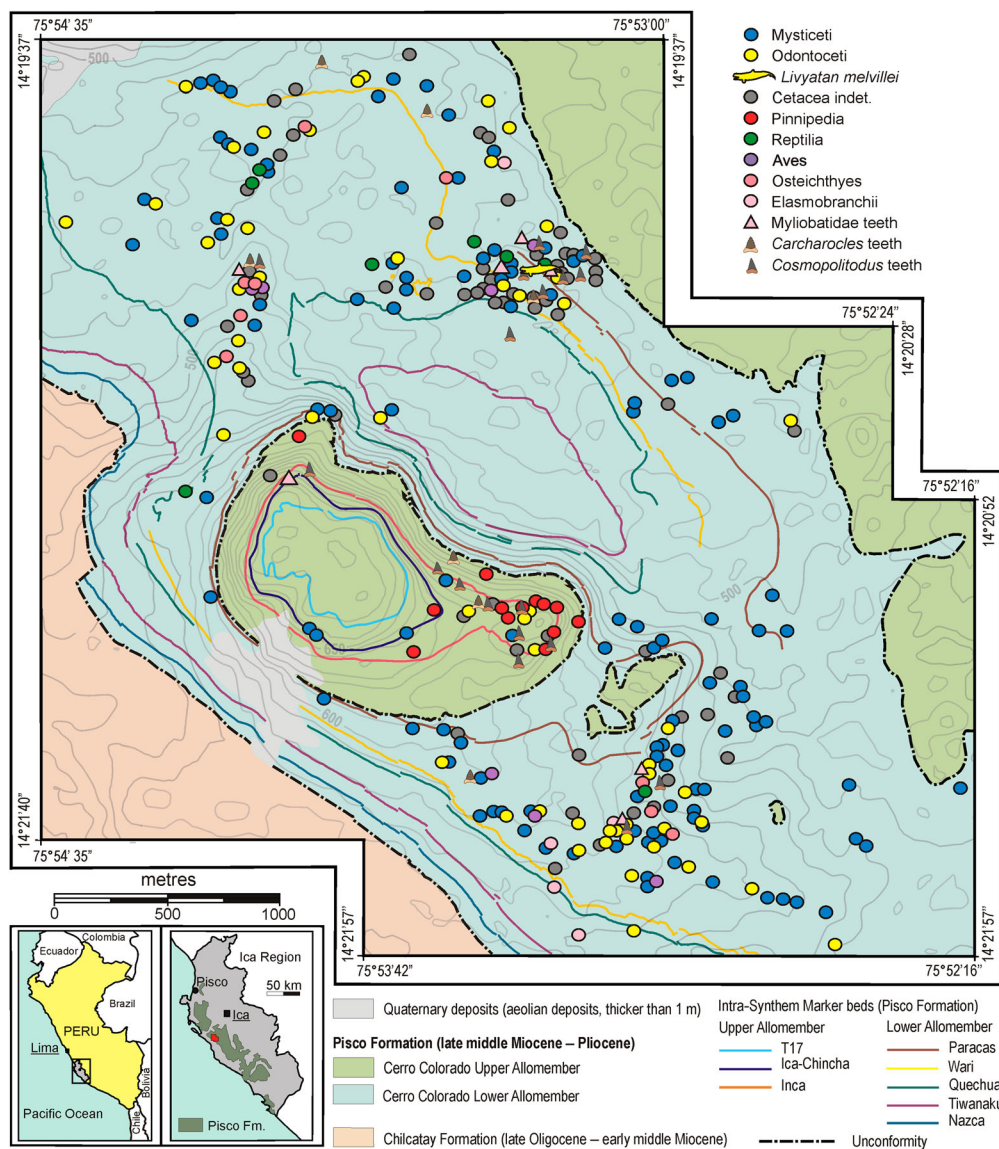 75°54' 35"
75°53'00"
14°19'37"
14°19'37"
500
Mysticeti
Odontoceti
Livyatan melvillei
Cetacea indet.
Pinnipedia
Reptilia
Aves
Osteichthyes
Elasmobranchii
Myliobatidae teeth
Carcharocles teeth
Cosmopolitodus teeth
75°52'24"
14°20'28"
500
75°52'16"
14°20'52
500
600
600
14°21'40
75°54' 35"
metres
0 500 1000
14°21'57
14°21'57
75°53'42"
75°52'16"
Ecuador
Colombia
Brazil
PERU
Lima
Bolivia
Pacific Ocean
Chile
Ica Region
Pisco
50 km
Ica
Pisco Fm.
Quaternary deposits (aeolian deposits, thicker than 1 m)
Pisco Formation (late middle Miocene – Pliocene)
Cerro Colorado Upper Allomember
Cerro Colorado Lower Allomember
Chilcatay Formation (late Oligocene – early middle Miocene)
Intra-Synthem Marker beds (Pisco Formation)
Upper Allomember
T17
Ica-Chincha
Inca
Lower Allomember
Paracas
Wari
Quechua
Tiwanaku
Nazca
Unconformity